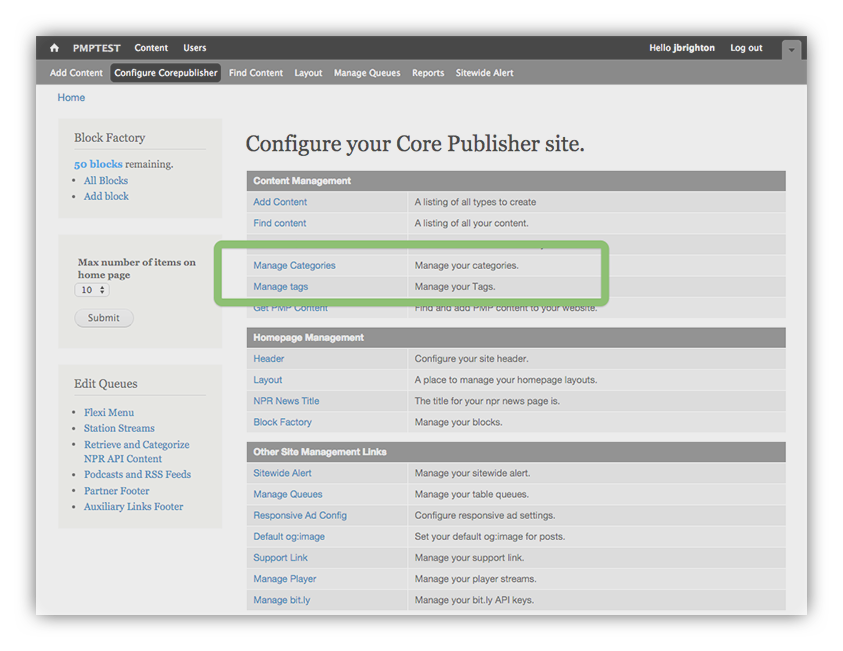 PMPTEST Content Users Hello jbrighton Log out
Add Content Configure Corepublisher Find Content Layout Manage Queues Reports Sitewide Alert
Home
Block Factory
50 blocks remaining.
All Blocks
Add block
Max number of items on
home page
10
Submit
Edit Queues
Flexi Menu
Station Streams
Retrieve and Categorize
NPR API Content
Podcasts and RSS Feeds
Partner Footer
Auxiliary Links Footer
Configure your Core Publisher site.
Content Management
Add Content A listing of all types to create
Find content A listing of all your content.
Manage Categories Manage your categories.
Manage tags Manage your Tags.
Get PMP Content Find and add PMP content to your website.
Homepage Management
Header Configure your site header.
Layout A place to manage your homepage layouts.
NPR News Title The title for your npr news page is.
Block Factory Manage your blocks.
Other Site Management Links
Sitewide Alert Manage your sitewide alert.
Manage Queues Manage your table queues.
Responsive Ad Config Configure responsive ad settings.
Default og:image Set your default og:image for posts.
Support Link Manage your support link.
Manage Player Manage your player streams.
Manage bit.ly Manage your bit.ly API keys.